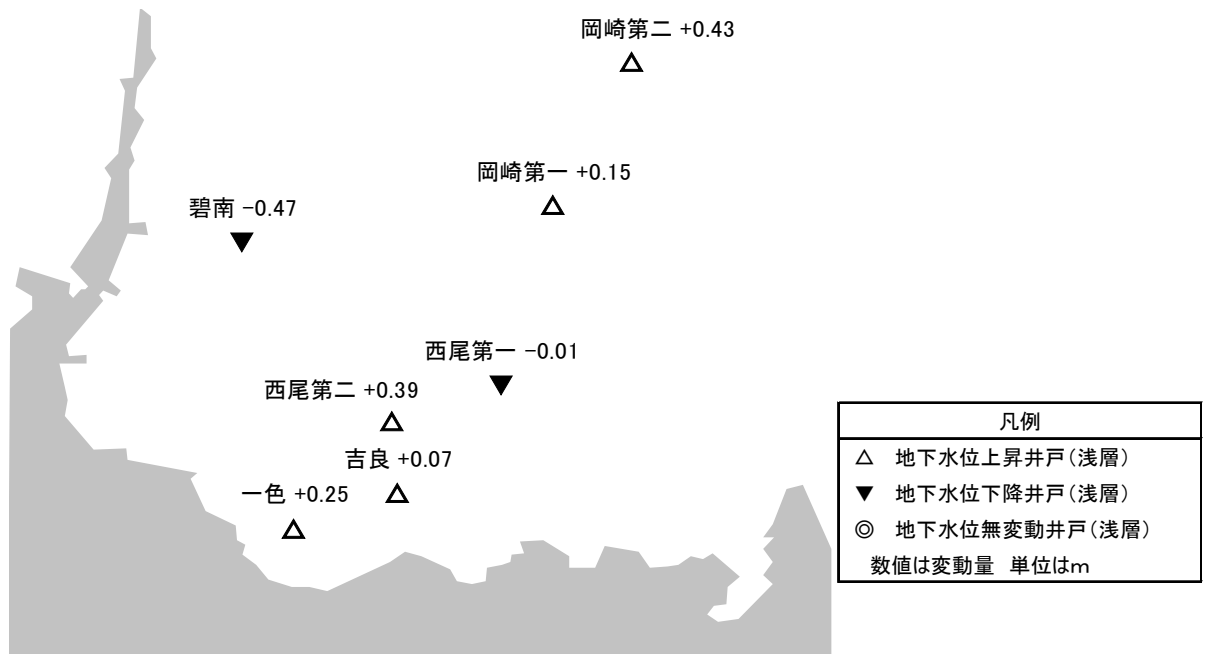 岡崎第二 +0.43
岡崎第一 +0.15
碧南 −0.47
西尾第一 −0.01
西尾第二 +0.39
吉良 +0.07
一色 +0.25
凡例
△ 地下水位上昇井戸(浅層)
▼ 地下水位下降井戸(浅層)
◎ 地下水位無変動井戸(浅層)
数値は変動量 単位はm